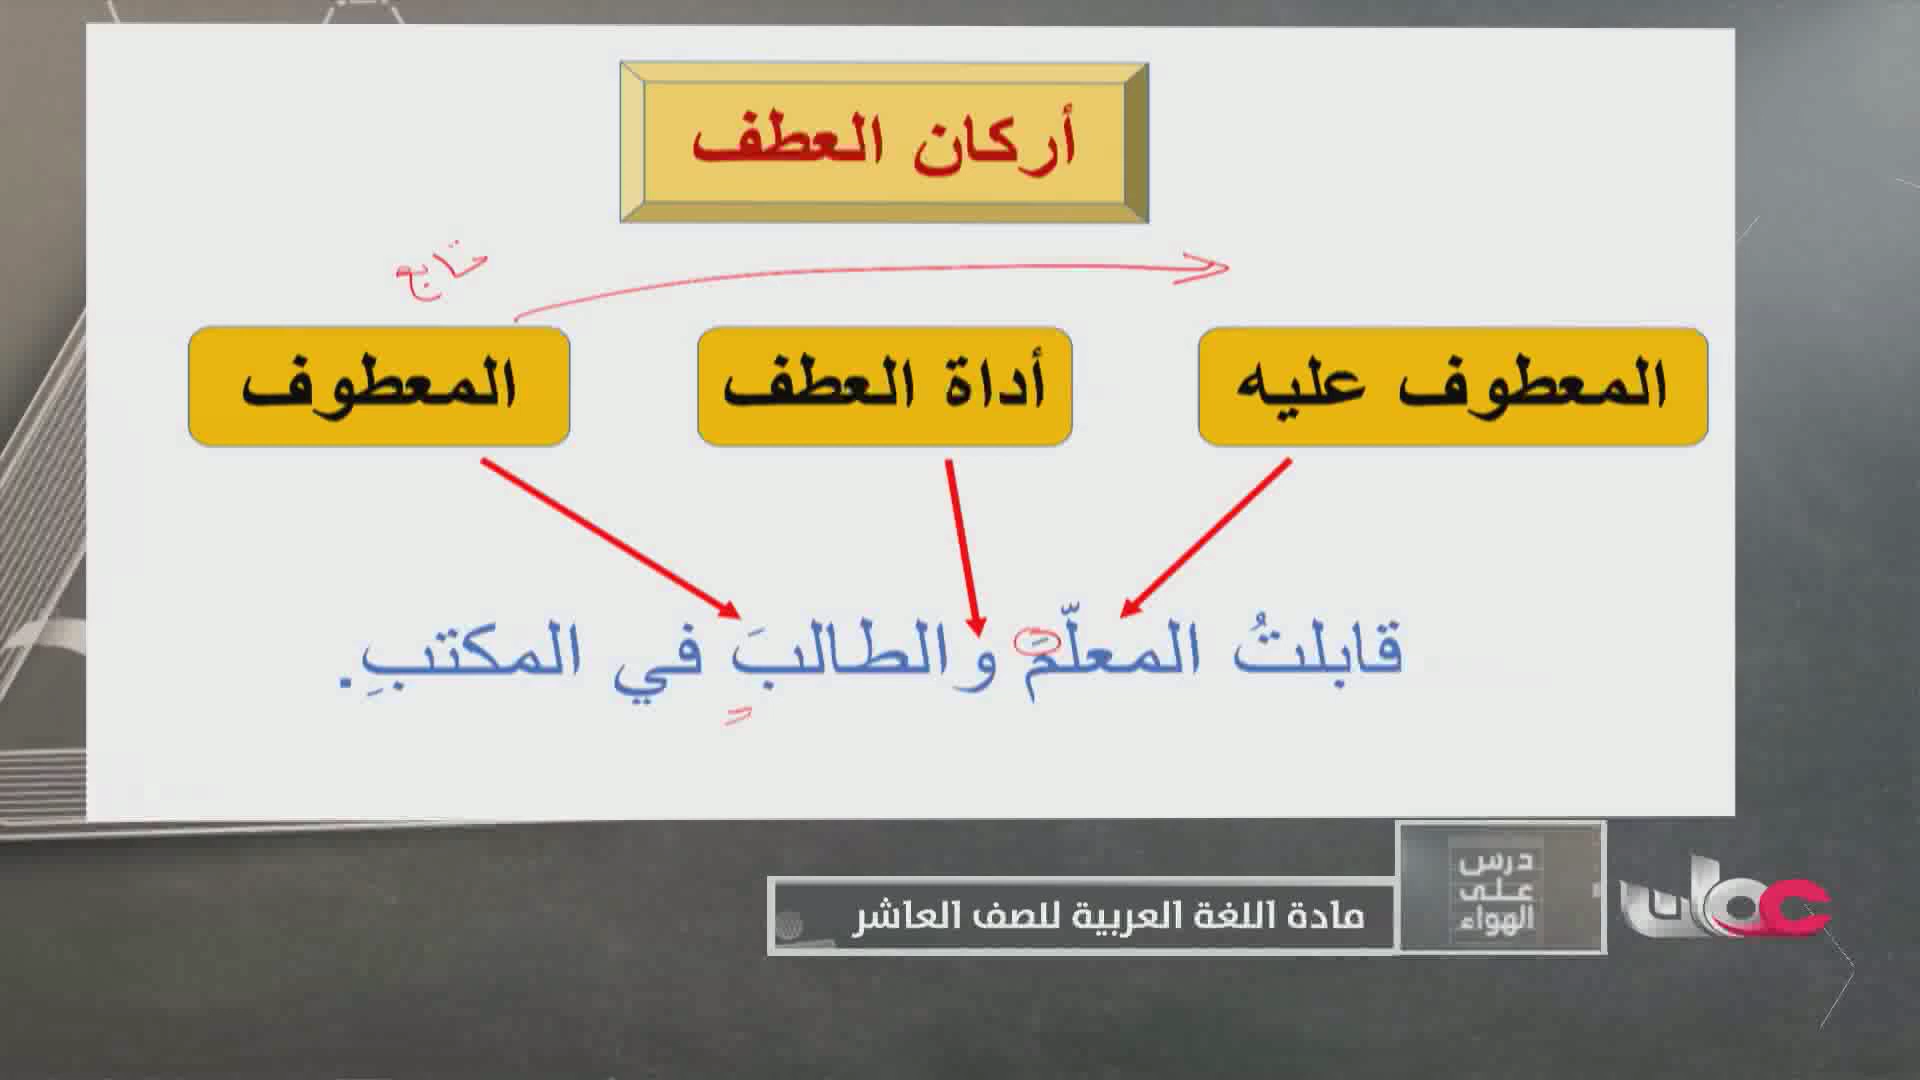 أركان العطف
تابع
المعطوف عليه
أداة العطف
المعطوف
قابلتُ المعلّمَ والطالبَ في المكتبِ.
درس
على
الهواء
مادة اللغة العربية للصف العاشر
عمان